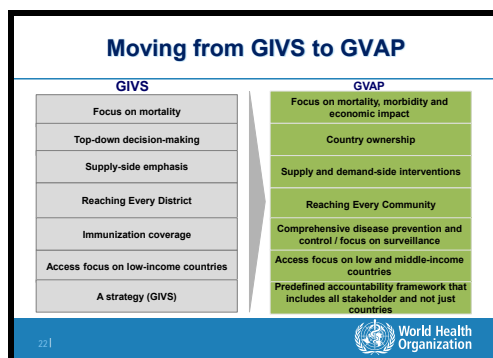 Moving from GIVS to GVAP
GIVS
GVAP
Focus on mortality
Focus on mortality, morbidity and
economic impact
Top-down decision-making
Country ownership
Supply-side emphasis
Supply and demand-side interventions
Reaching Every District
Reaching Every Community
Immunization coverage
Comprehensive disease prevention and
control / focus on surveillance
Access focus on low-income countries
Access focus on low and middle-income
countries
A strategy (GIVS)
Predefined accountability framework that
includes all stakeholder and not just
countries
22 |
World Health
Organization